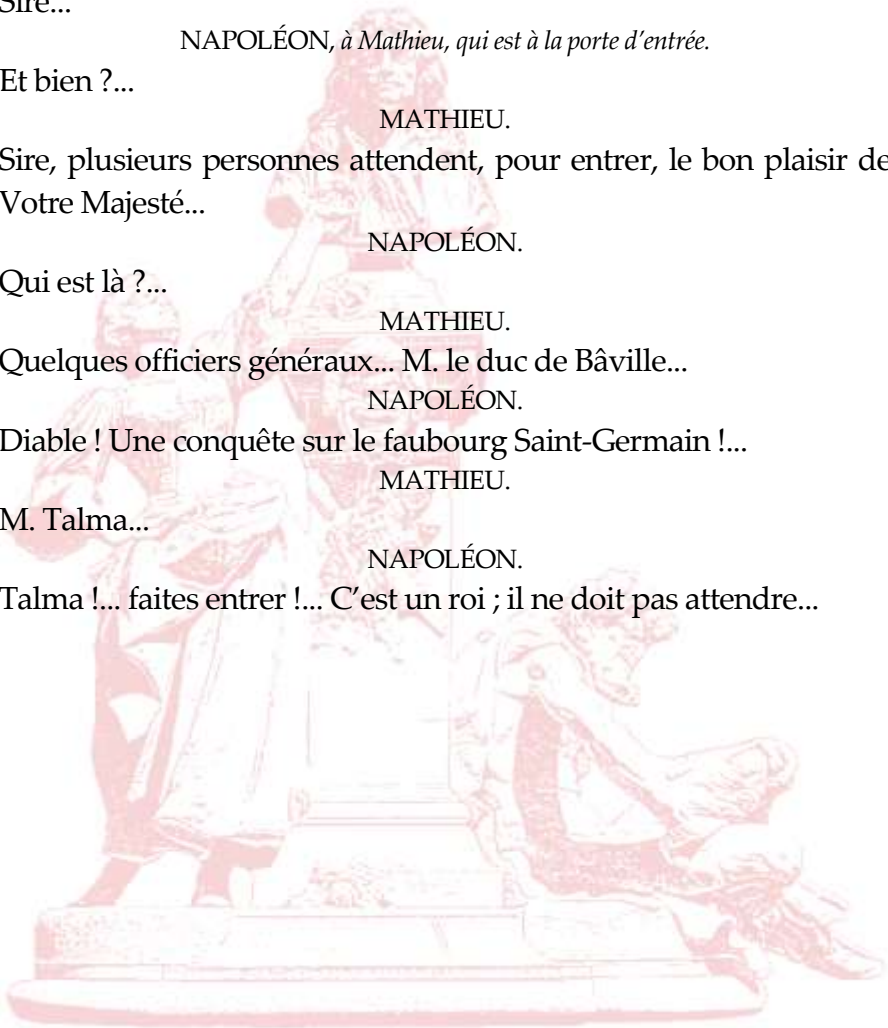 Sire...
NAPOLÉON, à Mathieu, qui est à la porte d’entrée.
Et bien ?...
MATHIEU.
Sire, plusieurs personnes attendent, pour entrer, le bon plaisir de
Votre Majesté...
NAPOLÉON.
Qui est là ?...
MATHIEU.
Quelques officiers généraux... M. le duc de Bâville...
NAPOLÉON.
Diable ! Une conquête sur le faubourg Saint-Germain !...
MATHIEU.
M. Talma...
NAPOLÉON.
Talma !... faites entrer !... C’est un roi ; il ne doit pas attendre...